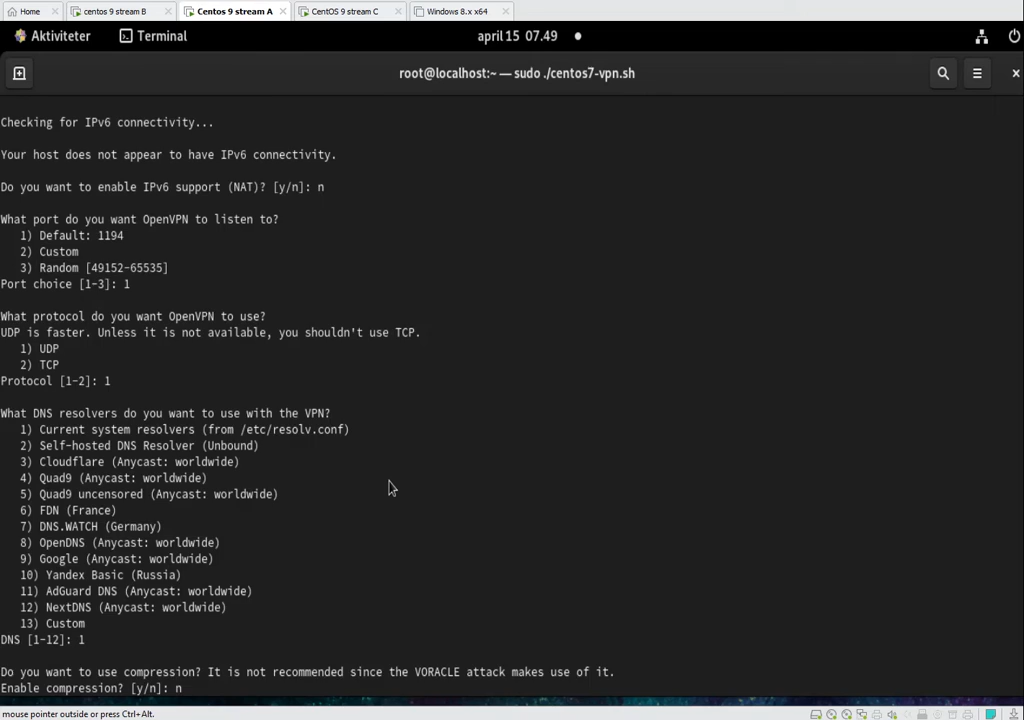 Home
centos 9 stream B
Centos 9 stream A
CentOS 9 stream C
Windows 8.x x64
Aktiviteter
Terminal
april 15 07.49
root@localhost:~ — sudo ./centos7-vpn.sh
Checking for IPv6 connectivity...
Your host does not appear to have IPv6 connectivity.
Do you want to enable IPv6 support (NAT)? [y/n]: n
What port do you want OpenVPN to listen to?
1) Default: 1194
2) Custom
3) Random [49152-65535]
Port choice [1-3]: 1
What protocol do you want OpenVPN to use?
UDP is faster. Unless it is not available, you shouldn't use TCP.
1) UDP
2) TCP
Protocol [1-2]: 1
What DNS resolvers do you want to use with the VPN?
1) Current system resolvers (from /etc/resolv.conf)
2) Self-hosted DNS Resolver (Unbound)
3) Cloudflare (Anycast: worldwide)
4) Quad9 (Anycast: worldwide)
5) Quad9 uncensored (Anycast: worldwide)
6) FDN (France)
7) DNS.WATCH (Germany)
8) OpenDNS (Anycast: worldwide)
9) Google (Anycast: worldwide)
10) Yandex Basic (Russia)
11) AdGuard DNS (Anycast: worldwide)
12) NextDNS (Anycast: worldwide)
13) Custom
DNS [1-12]: 1
Do you want to use compression? It is not recommended since the VORACLE attack makes use of it.
Enable compression? [y/n]: n
mouse pointer outside or press Ctrl+Alt.